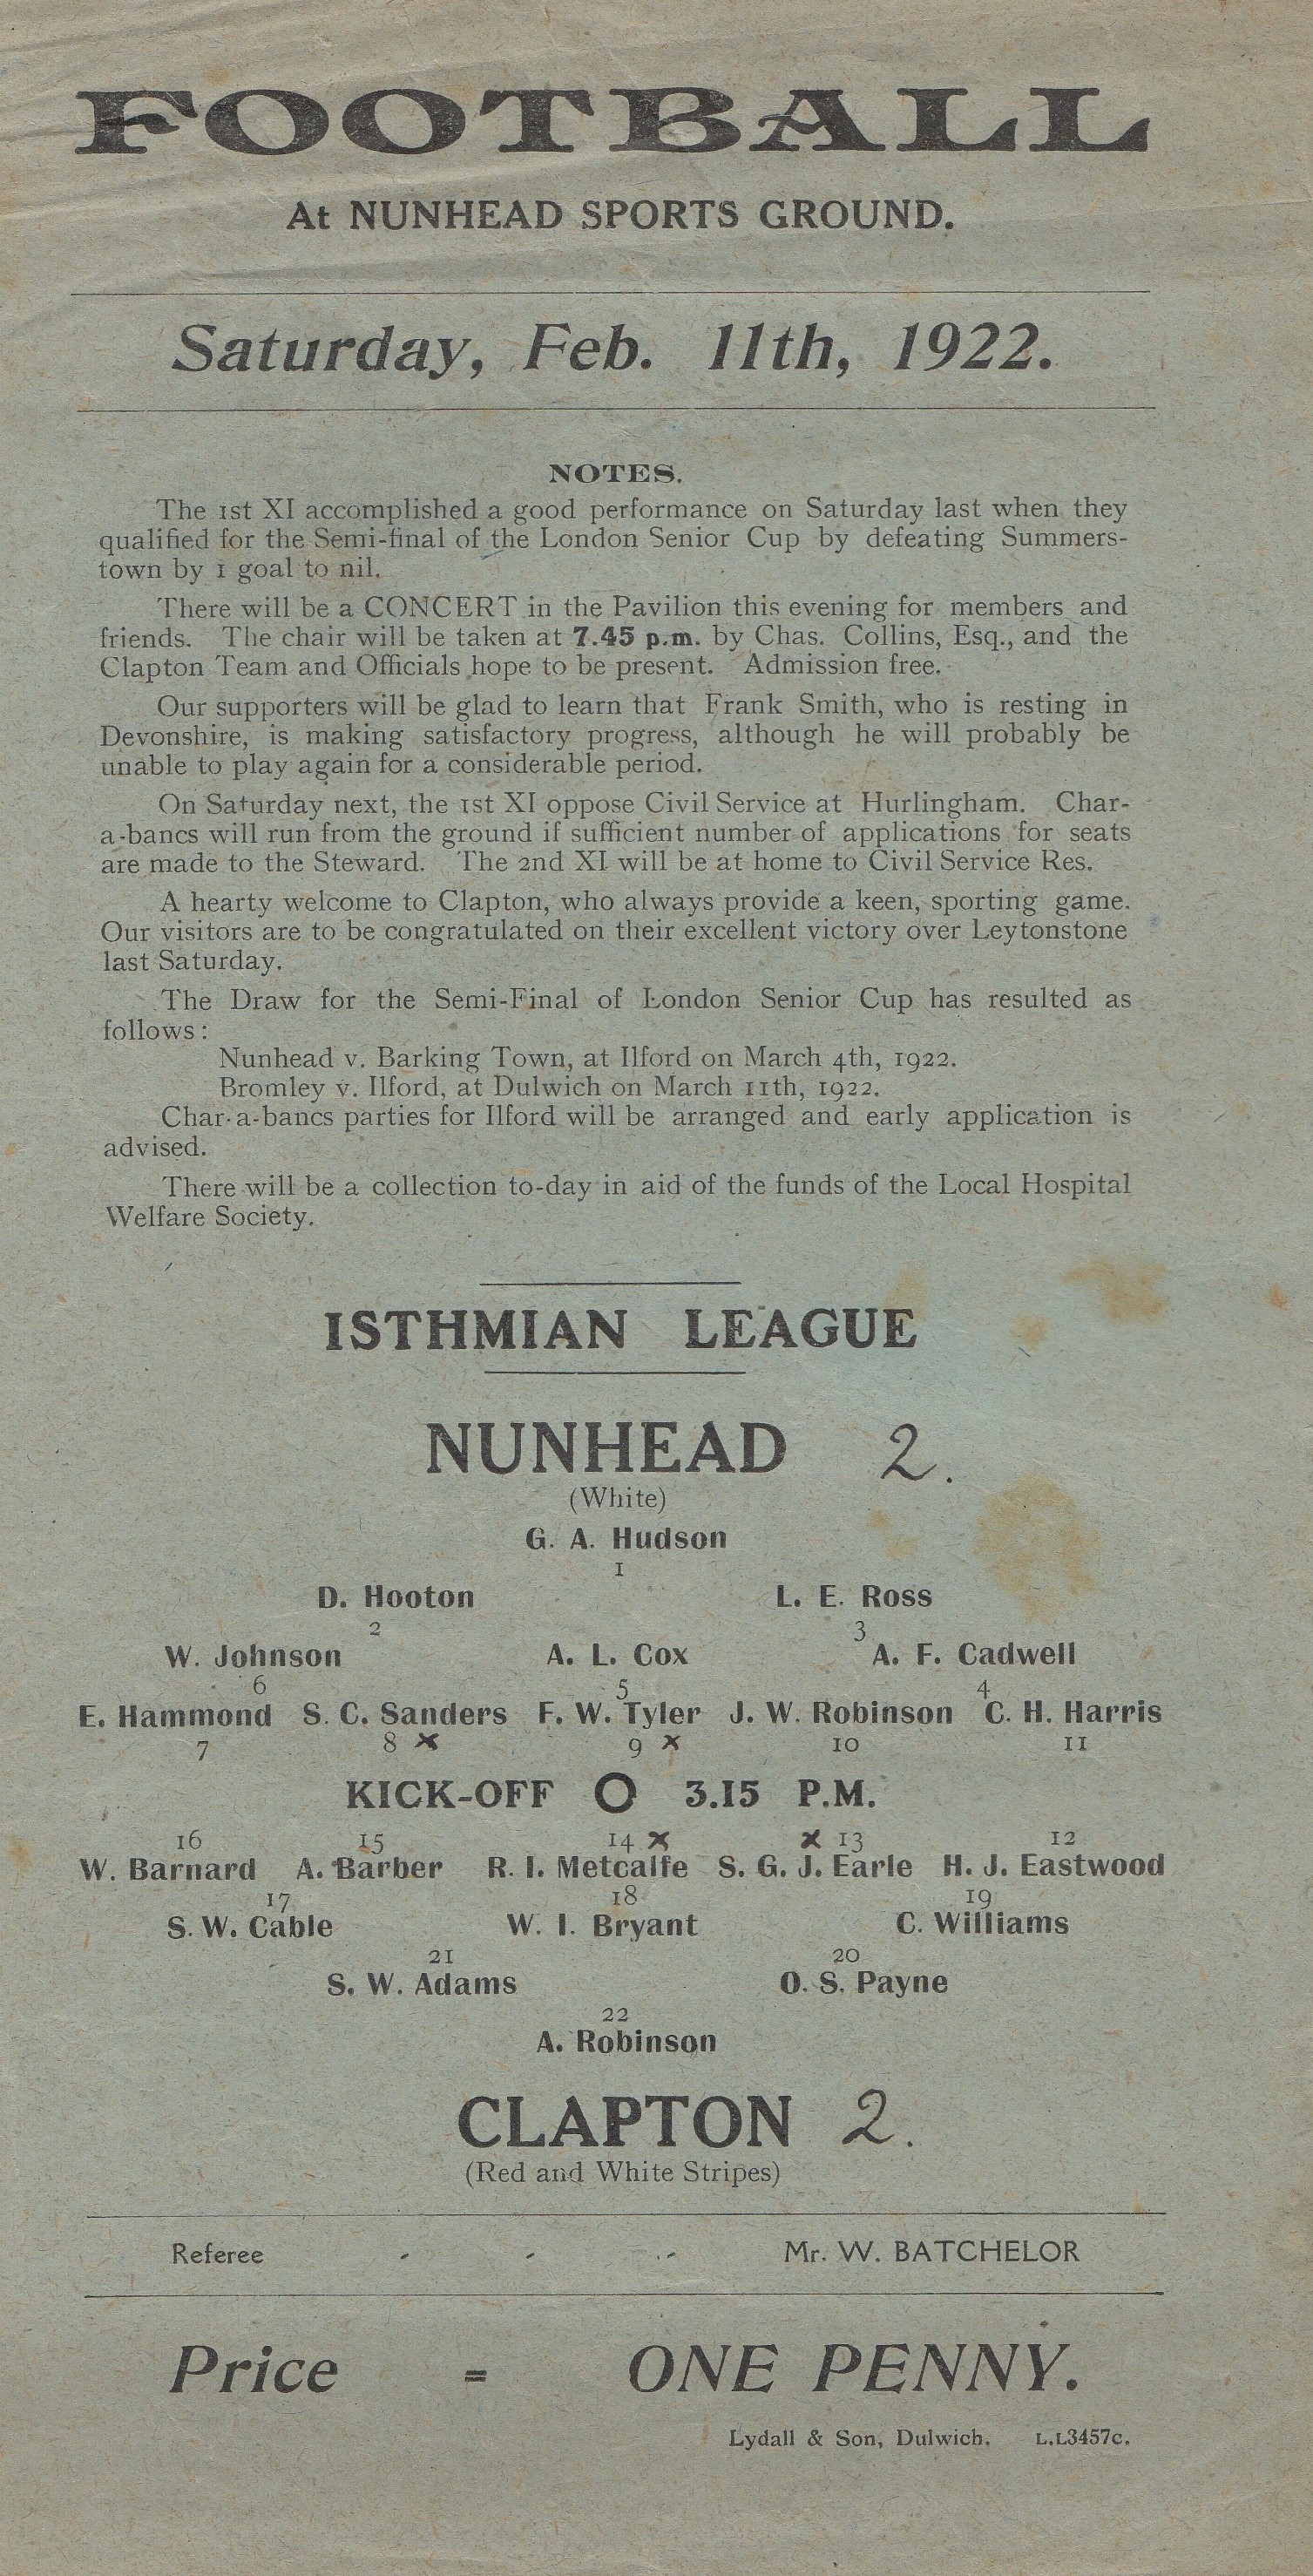 FOOTBALL
At NUNHEAD SPORTS GROUND.
Saturday, Feb. 11th, 1922.
NOTES.
The 1st XI accomplished a good performance on Saturday last when they
qualified for the Semi-final of the London Senior Cup by defeating Summers-
town by 1 goal to nil.
There will be a CONCERT in the Pavilion this evening for members and
friends. The chair will be taken at 7.45 p.m. by Chas. Collins, Esq., and the
Clapton Team and Officials hope to be present. Admission free.
Our supporters will be glad to learn that Frank Smith, who is resting in
Devonshire, is making satisfactory progress, although he will probably be
unable to play again for a considerable period.
On Saturday next, the 1st XI oppose Civil Service at Hurlingham. Char-
a-bancs will run from the ground if sufficient number of applications for seats
are made to the Steward. The 2nd XI will be at home to Civil Service Res.
A hearty welcome to Clapton, who always provide a keen, sporting game.
Our visitors are to be congratulated on their excellent victory over Leytonstone
last Saturday.
The Draw for the Semi-Final of London Senior Cup has resulted as
follows:
Nunhead v. Barking Town, at Ilford on March 4th, 1922.
Bromley v. Ilford, at Dulwich on March 11th, 1922.
Char-a-bancs parties for Ilford will be arranged and early application is
advised.
There will be a collection to-day in aid of the funds of the Local Hospital
Welfare Society.
ISTHMIAN LEAGUE
NUNHEAD 2.
(White)
G. A. Hudson
1
D. Hooton L. E. Ross
2 3
W. Johnson A. L. Cox A. F. Cadwell
6 5 4
E. Hammond S. C. Sanders F. W. Tyler J. W. Robinson C. H. Harris
7 8 x 9 x 10 11
KICK-OFF O 3.15 P.M.
16 15 14 x x 13 12
W. Barnard A. Barber R. I. Metcalfe S. G. J. Earle H. J. Eastwood
17 18 19
S. W. Cable W. I. Bryant C. Williams
21 20
S. W. Adams O. S. Payne
22
A. Robinson
CLAPTON 2.
(Red and White Stripes)
Referee - - - Mr. W. BATCHELOR
Price = ONE PENNY.
Lydall & Son, Dulwich. L.L3457C.